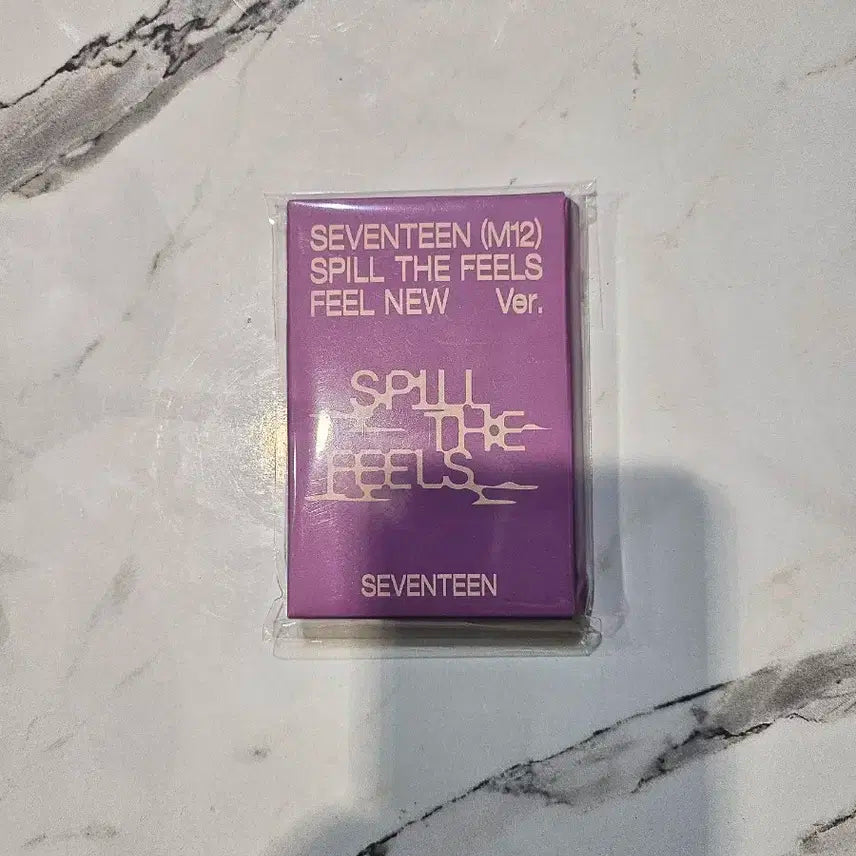 SEVENTEEN (M12)
SPILL THE FEELS
FEEL NEW Ver.
SPILL
THE
FEELS
SEVENTEEN